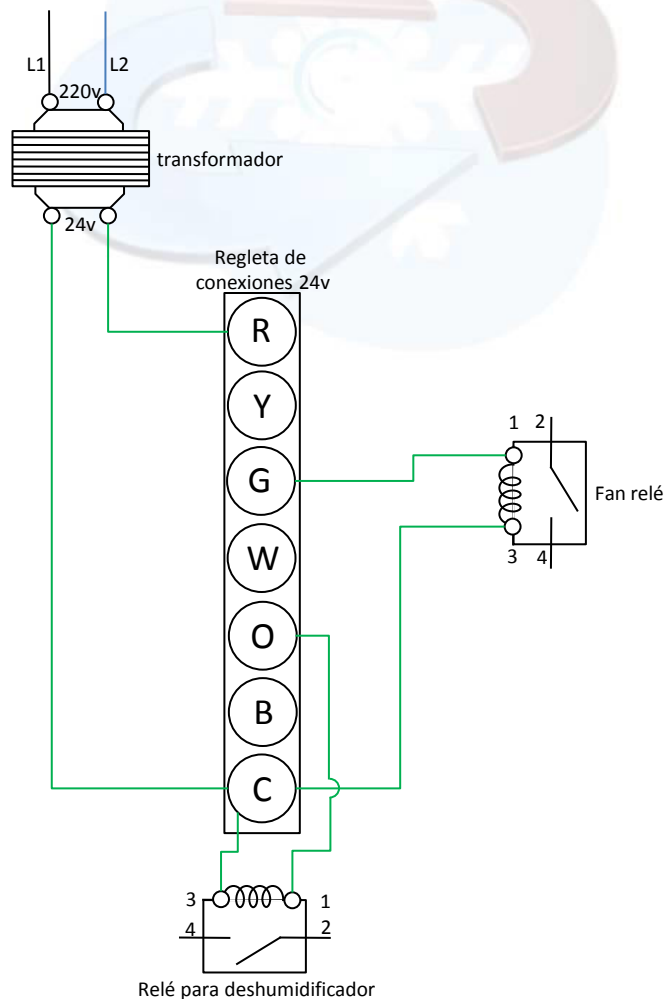 L1
L2
220v
transformador
24v
Regleta de
conexiones 24v
R
Y
G
W
O
B
C
1 2
Fan relé
3 4
3 1
4 2
Relé para deshumidificador